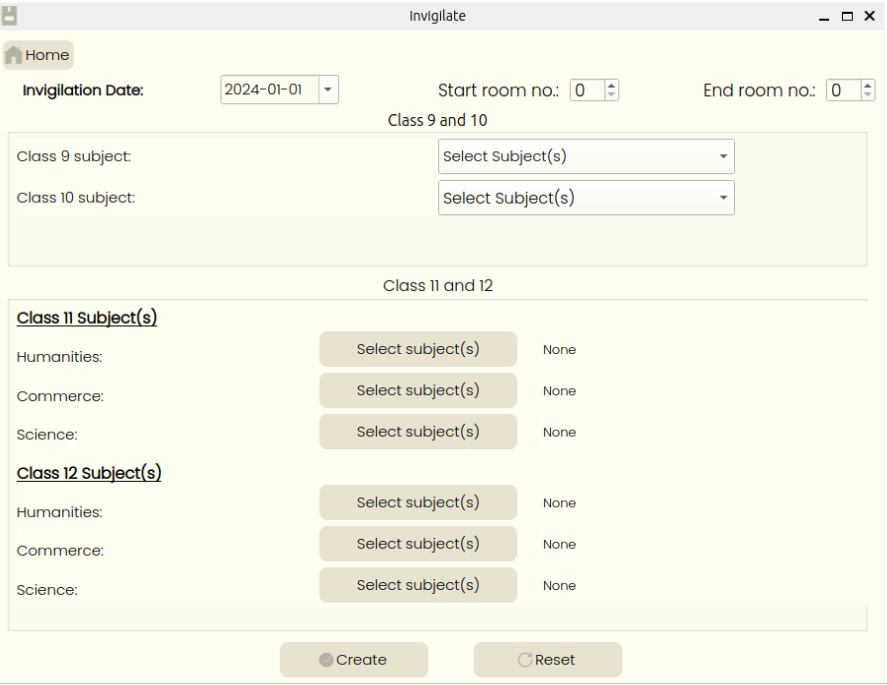 Invigilate
Home
Invigilation Date: 2024-01-01 Start room no.: 0 End room no.: 0
Class 9 and 10
Class 9 subject: Select Subject(s)
Class 10 subject: Select Subject(s)
Class 11 and 12
Class 11 Subject(s)
Humanities: Select subject(s) None
Commerce: Select subject(s) None
Science: Select subject(s) None
Class 12 Subject(s)
Humanities: Select subject(s) None
Commerce: Select subject(s) None
Science: Select subject(s) None
Create Reset